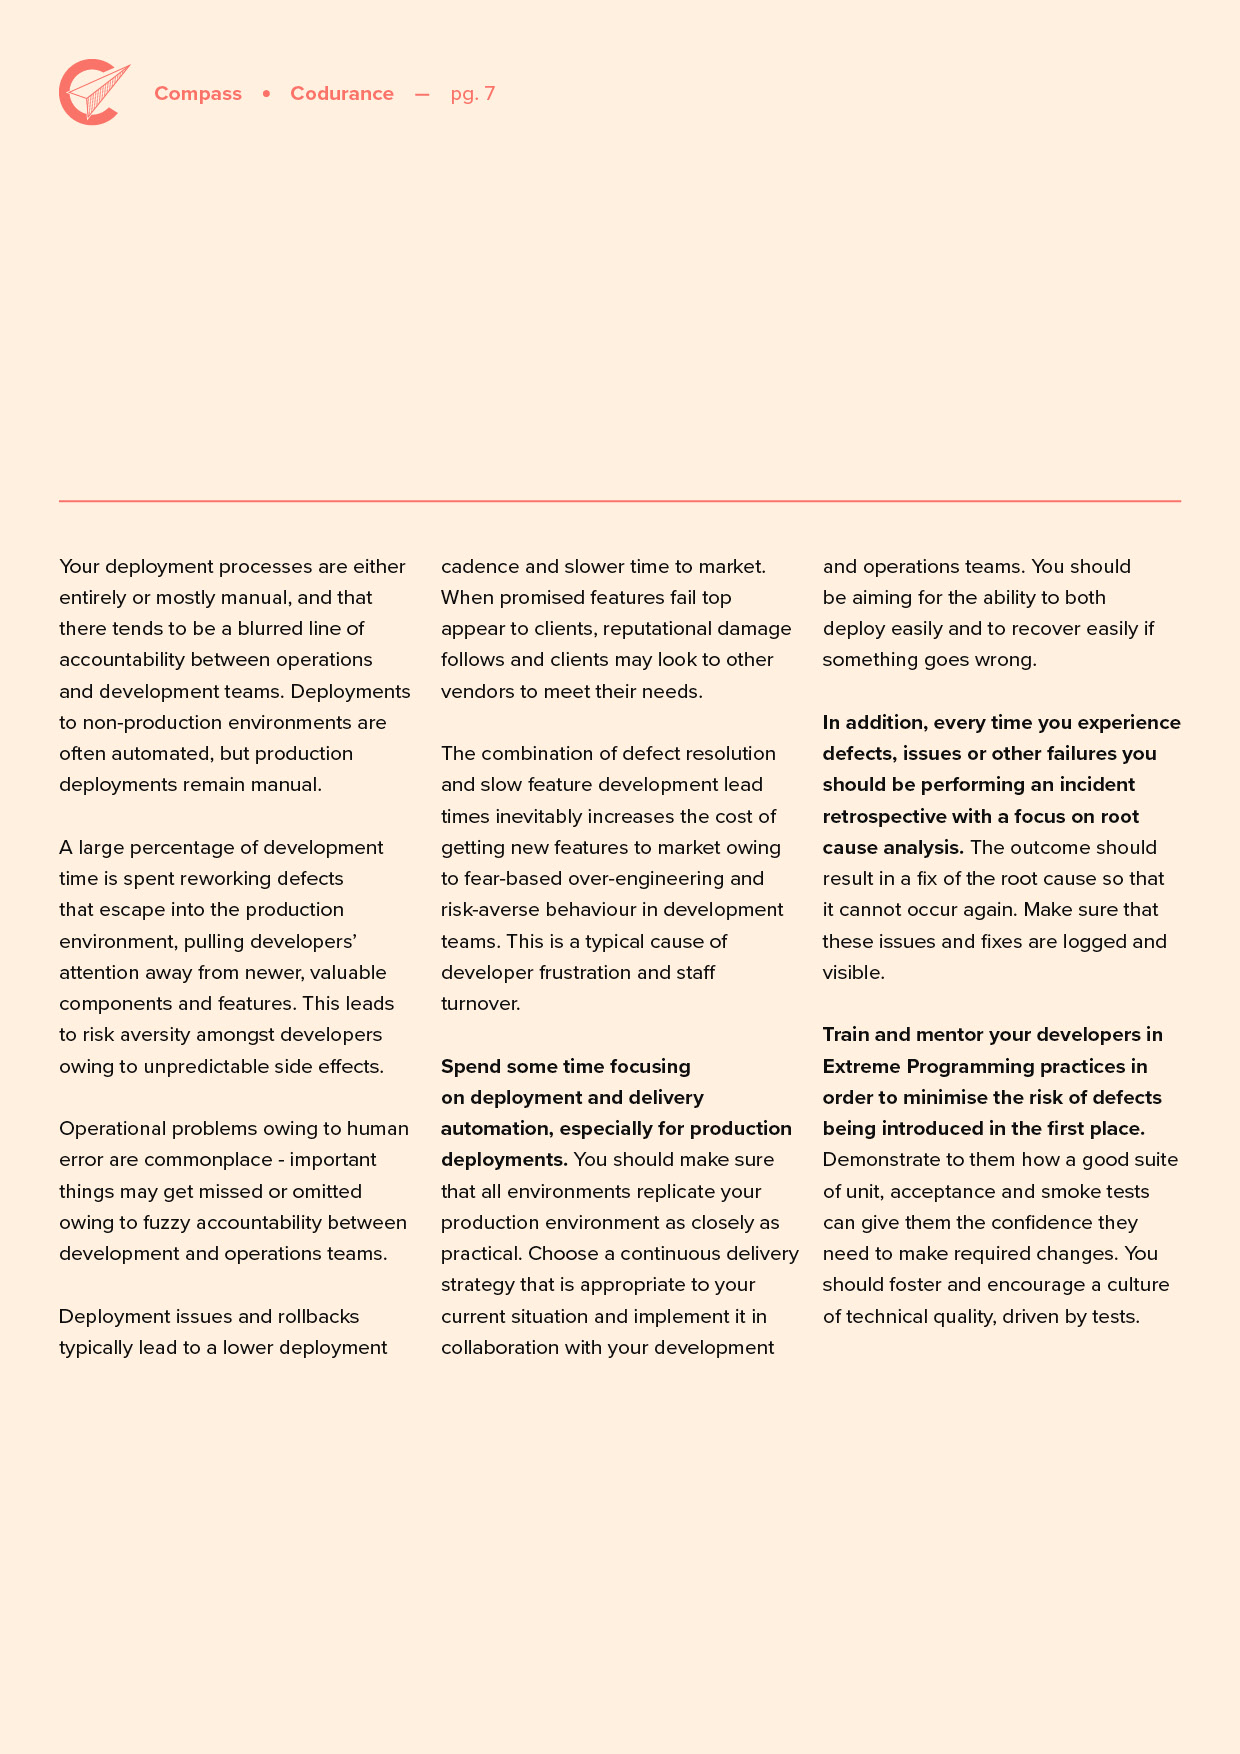 Compass • Codurance — pg. 7
Your deployment processes are either
entirely or mostly manual, and that
there tends to be a blurred line of
accountability between operations
and development teams. Deployments
to non-production environments are
often automated, but production
deployments remain manual.
A large percentage of development
time is spent reworking defects
that escape into the production
environment, pulling developers’
attention away from newer, valuable
components and features. This leads
to risk aversity amongst developers
owing to unpredictable side effects.
Operational problems owing to human
error are commonplace - important
things may get missed or omitted
owing to fuzzy accountability between
development and operations teams.
Deployment issues and rollbacks
typically lead to a lower deployment
cadence and slower time to market.
When promised features fail top
appear to clients, reputational damage
follows and clients may look to other
vendors to meet their needs.
The combination of defect resolution
and slow feature development lead
times inevitably increases the cost of
getting new features to market owing
to fear-based over-engineering and
risk-averse behaviour in development
teams. This is a typical cause of
developer frustration and staff
turnover.
Spend some time focusing
on deployment and delivery
automation, especially for production
deployments. You should make sure
that all environments replicate your
production environment as closely as
practical. Choose a continuous delivery
strategy that is appropriate to your
current situation and implement it in
collaboration with your development
and operations teams. You should
be aiming for the ability to both
deploy easily and to recover easily if
something goes wrong.
In addition, every time you experience
defects, issues or other failures you
should be performing an incident
retrospective with a focus on root
cause analysis. The outcome should
result in a fix of the root cause so that
it cannot occur again. Make sure that
these issues and fixes are logged and
visible.
Train and mentor your developers in
Extreme Programming practices in
order to minimise the risk of defects
being introduced in the first place.
Demonstrate to them how a good suite
of unit, acceptance and smoke tests
can give them the confidence they
need to make required changes. You
should foster and encourage a culture
of technical quality, driven by tests.